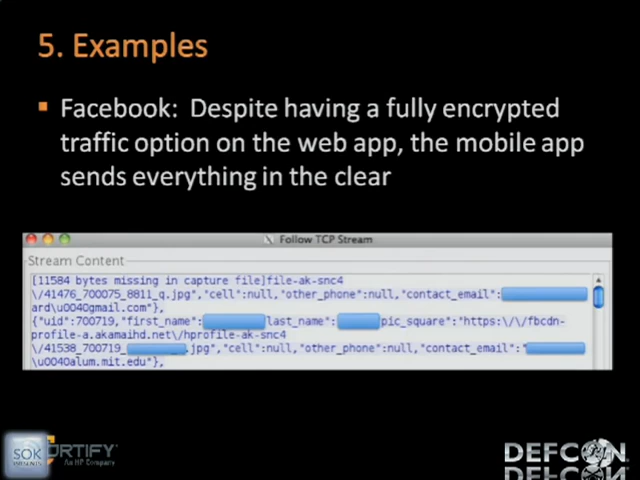 5. Examples
Facebook: Despite having a fully encrypted
traffic option on the web app, the mobile app
sends everything in the clear
Follow TCP Stream
Stream Content
[11584 bytes missing in capture file]file-ak-snc4
\/41476_700075_8811_q.jpg","cell":null,"other_phone":null,"contact_email":
ard\u0040gmail.com"},
{"uid":700719,"first_name": last_name": pic_square":"https:\/\/fbcdn-
profile-a.akamaihd.net\/hprofile-ak-snc4
\/41538_700719_ .jpg","cell":null,"other_phone":null,"contact_email":"
\u0040alum.mit.edu"},
SOK
PRESENTS
ORTIFY
An HP Company
DEFCON